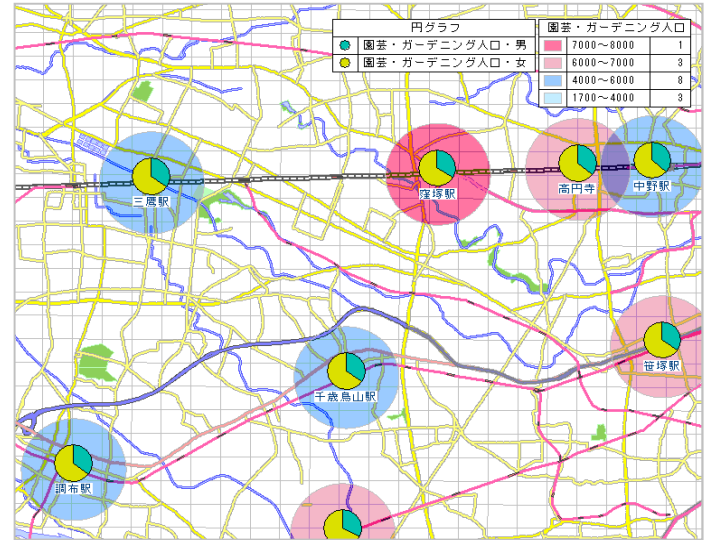 円グラフ
園芸・ガーデニング人口・男
園芸・ガーデニング人口・女
園芸・ガーデニング人口
7000～8000 1
6000～7000 3
4000～6000 8
1700～4000 3
三鷹駅
窪塚駅
高円寺
中野駅
笹塚駅
千歳烏山駅
調布駅